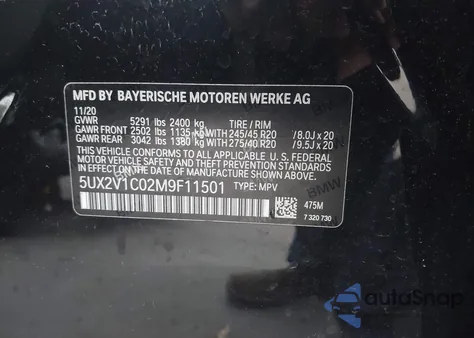 MFD BY BAYERISCHE MOTOREN WERKE AG
11/20
GVWR 5291 lbs 2400 kg TIRE / RIM
GAWR FRONT 2502 lbs 1135 kg WITH 245/45 R20 /8.0J x 20
GAWR REAR 3042 lbs 1380 kg WITH 275/40 R20 /9.5J x 20
THIS VEHICLE CONFORMS TO ALL APPLICABLE U. S. FEDERAL
MOTOR VEHICLE SAFETY, BUMPER, AND THEFT
PREVENTION STANDARDS IN EFFECT ON THE DATE OF
MANUFACTURE SHOWN ABOVE.
5UX2V1C02M9F11501 TYPE: MPV
475M
7 320 730
BMW
BMW
autoSnap